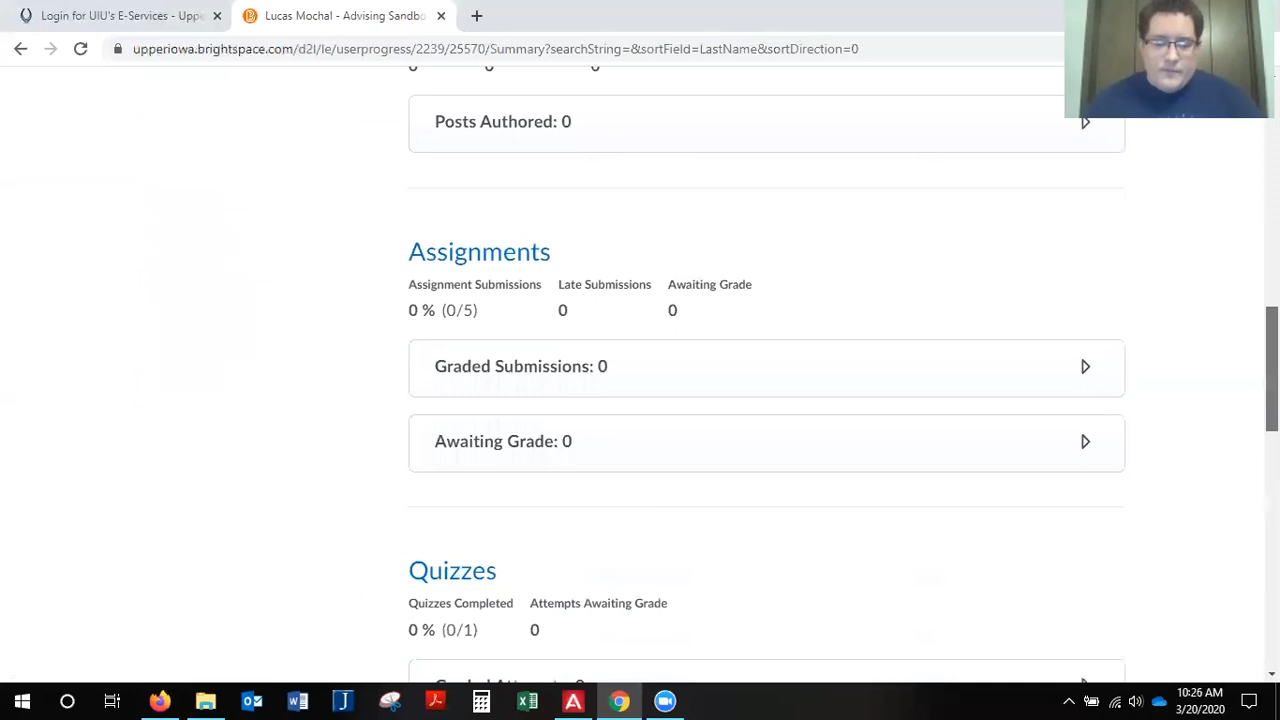 Login for UIU's E-Services - Uppe
Lucas Mochal - Advising Sandbo
upperiowa.brightspace.com/d2l/le/userprogress/2239/25570/Summary?searchString=&sortField=LastName&sortDirection=0
Posts Authored: 0
Assignments
Assignment Submissions Late Submissions Awaiting Grade
0 % (0/5) 0 0
Graded Submissions: 0
Awaiting Grade: 0
Quizzes
Quizzes Completed Attempts Awaiting Grade
0 % (0/1) 0
10:26 AM
3/20/2020